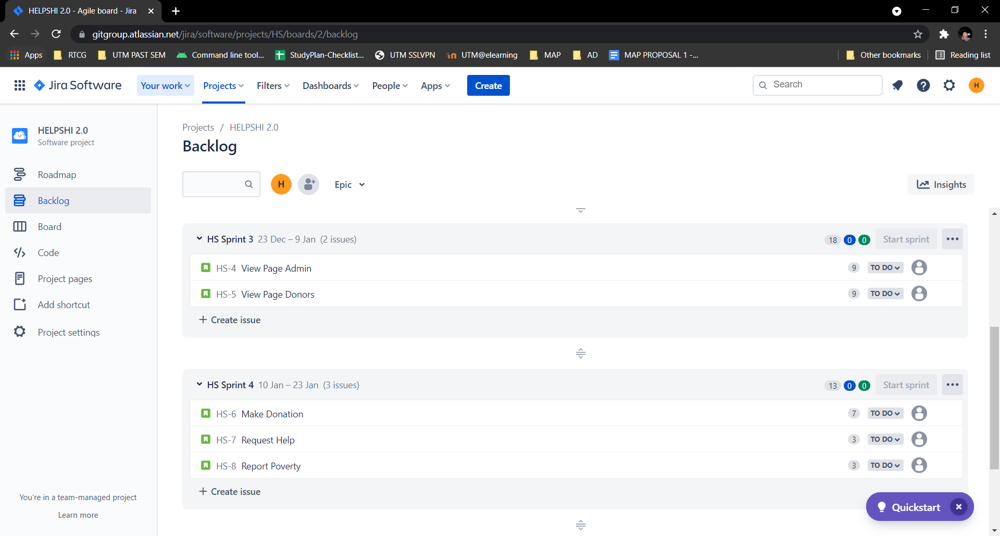 HELPSHI 2.0 - Agile board - Jira
gitgroup.atlassian.net/jira/software/projects/HS/boards/2/backlog
Apps RTCG UTM PAST SEM Command line tool... StudyPlan-Checklist... UTM SSLVPN UTM@elearning MAP AD MAP PROPOSAL 1 -... Other bookmarks Reading list
Jira Software Your work Projects Filters Dashboards People Apps Create Search H
HELPSHI 2.0
Software project
Roadmap
Backlog
Board
Code
Project pages
Add shortcut
Project settings
You're in a team-managed project
Learn more
Projects / HELPSHI 2.0
Backlog
H Epic Insights
HS Sprint 3 23 Dec – 9 Jan (2 issues) 18 0 0 Start sprint
HS-4 View Page Admin 9 TO DO
HS-5 View Page Donors 9 TO DO
+ Create issue
HS Sprint 4 10 Jan – 23 Jan (3 issues) 13 0 0 Start sprint
HS-6 Make Donation 7 TO DO
HS-7 Request Help 3 TO DO
HS-8 Report Poverty 3 TO DO
+ Create issue
Quickstart